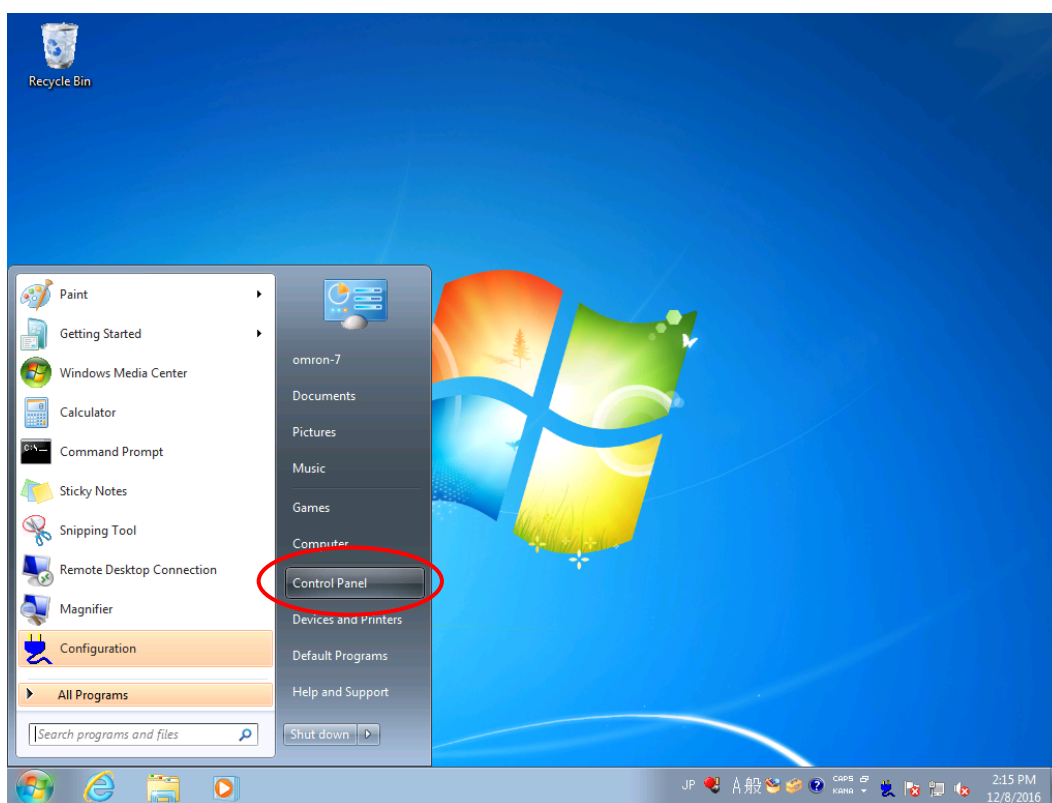 Recycle Bin
Paint
Getting Started
Windows Media Center
Calculator
C:\
Command Prompt
Sticky Notes
Snipping Tool
Remote Desktop Connection
Magnifier
Configuration
All Programs
Search programs and files
omron-7
Documents
Pictures
Music
Games
Computer
Control Panel
Devices and Printers
Default Programs
Help and Support
Shut down
JP
A般
CAPS
KANA
2:15 PM
12/8/2016